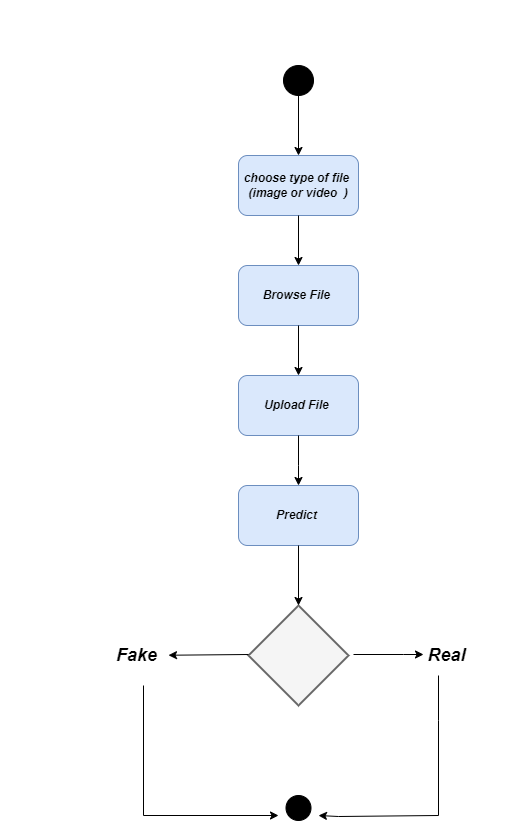 choose type of file
(image or video  )
Browse File
Upload File
Predict
Fake
Real